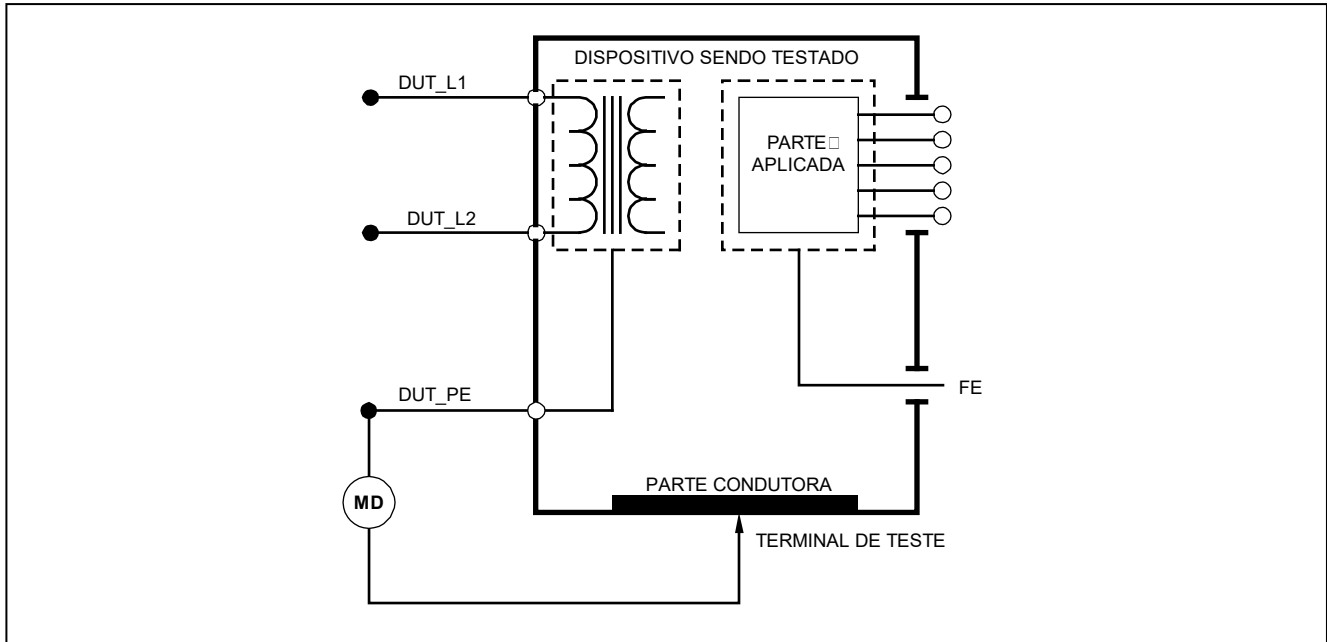 DISPOSITIVO SENDO TESTADO
DUT_L1
PARTE□
APLICADA
DUT_L2
DUT_PE
FE
PARTE CONDUTORA
MD
TERMINAL DE TESTE